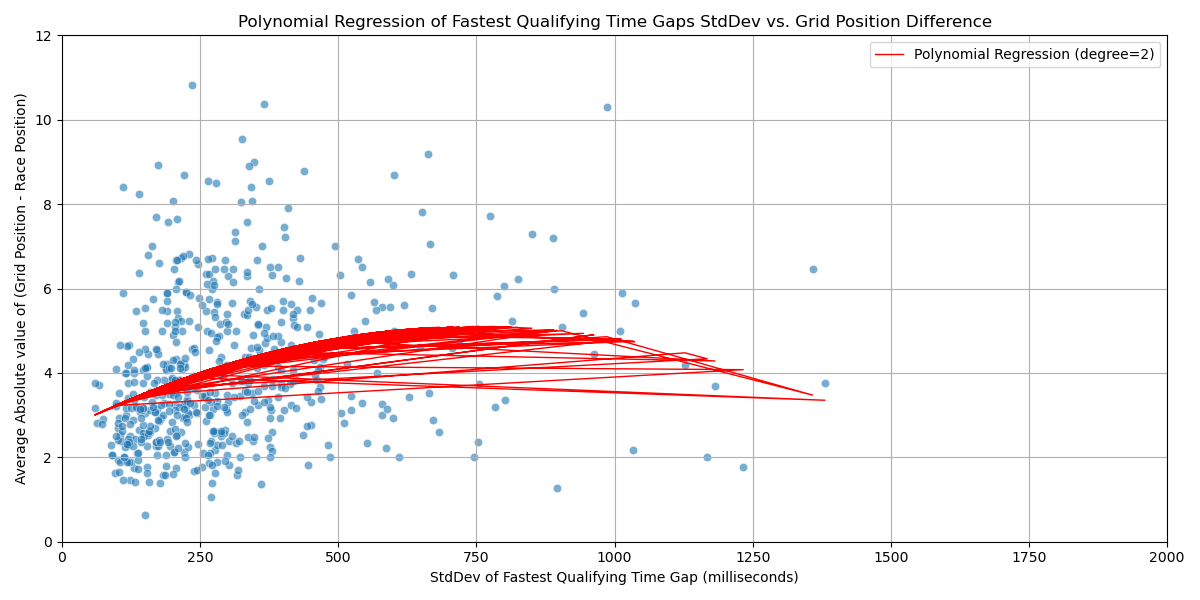 Polynomial Regression of Fastest Qualifying Time Gaps StdDev vs. Grid Position Difference
Polynomial Regression (degree=2)
Average Absolute value of (Grid Position - Race Position)
12
10
8
6
4
2
0
0 250 500 750 1000 1250 1500 1750 2000
StdDev of Fastest Qualifying Time Gap (milliseconds)